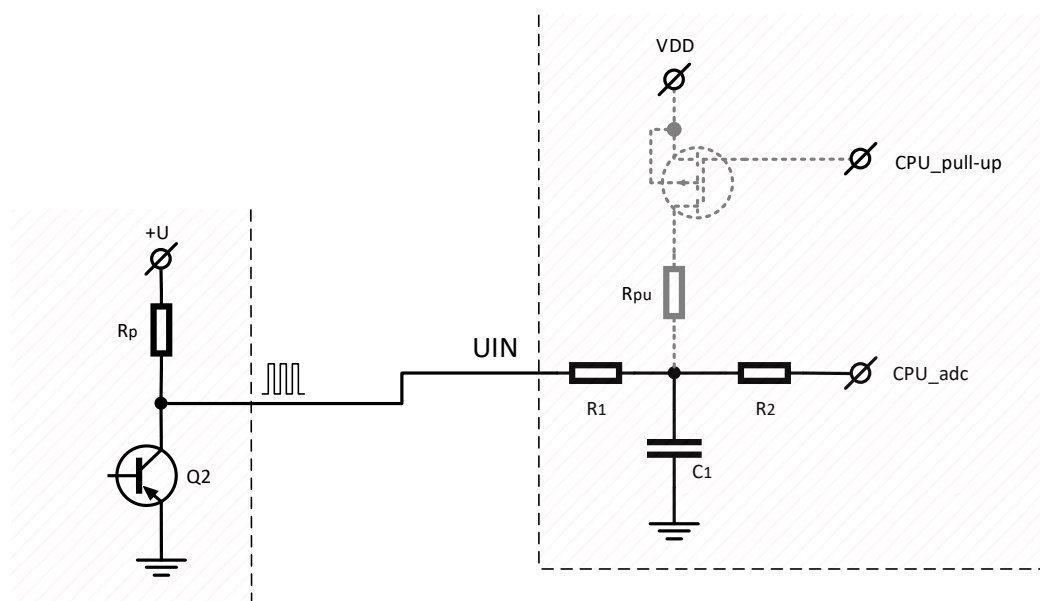 VDD
CPU_pull-up
+U
Rpu
Rp
UIN
CPU_adc
R1
R2
Q2
C1